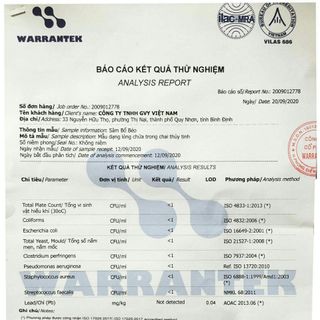 WARRANTEK
ilac-MRA
BUREAU OF ACCREDITATION
VIETNAM
VILAS 686
BÁO CÁO KẾT QUẢ THỬ NGHIỆM
ANALYSIS REPORT
Báo cáo số/ Report No.: 2009012778
Ngày/ Date: 20/09/2020
Số đơn hàng/ Job order No.: 2009012778
Tên khách hàng/ Client's name: CÔNG TY TNHH GVY VIỆT NAM
Địa chỉ/ Address: 33 Nguyễn Hữu Thọ, phường Thị Nại, thành phố Quy Nhơn, tỉnh Bình Định
Thông tin mẫu/ Sample information: Sâm Bổ Béo
Mô tả mẫu/ Sample description: Mẫu đựng trong chai thủy tinh
Số niêm phong/ Seal No.: Không niêm
Ngày nhận mẫu/ Date of sample receipt: 12/09/2020
Ngày bắt đầu phân tích/ Date of analysis commencement: 12/09/2020
KẾT QUẢ THỬ NGHIỆM/ ANALYSIS RESULTS
Chỉ tiêu/ Parameter Đơn vị tính/ Unit Kết quả/ Result LOD Phương pháp/ Analysis method
Total Plate Count/ Tổng vi sinh vật hiếu khí (30oC) CFU/ml <1 ISO 4833-1:2013
Coliforms CFU/ml <1 ISO 4832:2006 (*)
Escherichia coli CFU/ml <1 ISO 16649-2:2001 (*)
Total Yeast, Mould/ Tổng số nấm men, nấm mốc CFU/ml <1 ISO 21527-1:2008 (*)
Clostridium perfringens CFU/ml <1 ISO 7937:2004 (*)
Pseudomonas aeruginosa CFU/ml <1 Ref. ISO 13720:2010
Staphylococcus aureus CFU/ml <1 ISO 6888-1:1999/Amd1:2003 (*)
Streptococcus faecalis CFU/ml <1 NMKL 68:2011
Lead/Chì (Pb) mg/kg Not detected 0.04 AOAC 2013.06 (*)
Ghi chú/ Notes:
WARRANTEK